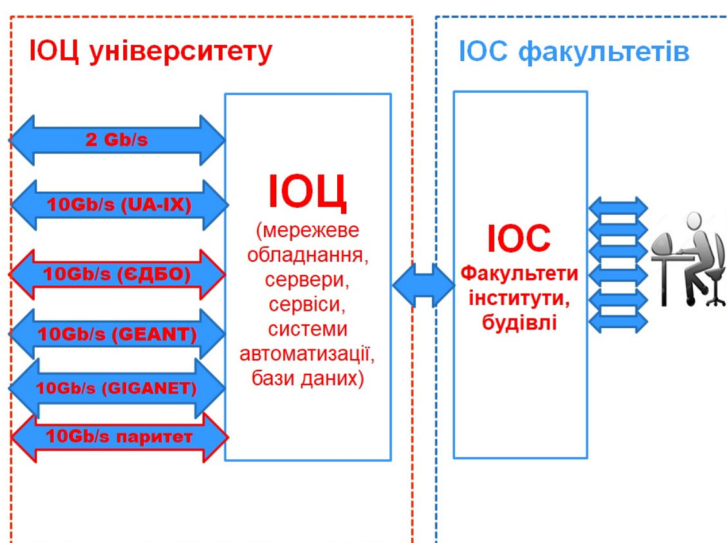 ІОЦ університету
ІОС факультетів
2 Gb/s
10Gb/s (UA-IX)
10Gb/s (ЄДБО)
10Gb/s (GEANT)
10Gb/s (GIGANET)
10Gb/s паритет
ІОЦ
(мережеве
обладнання,
сервери,
сервіси,
системи
автоматизації,
бази даних)
ІОС
Факультети
інститути,
будівлі